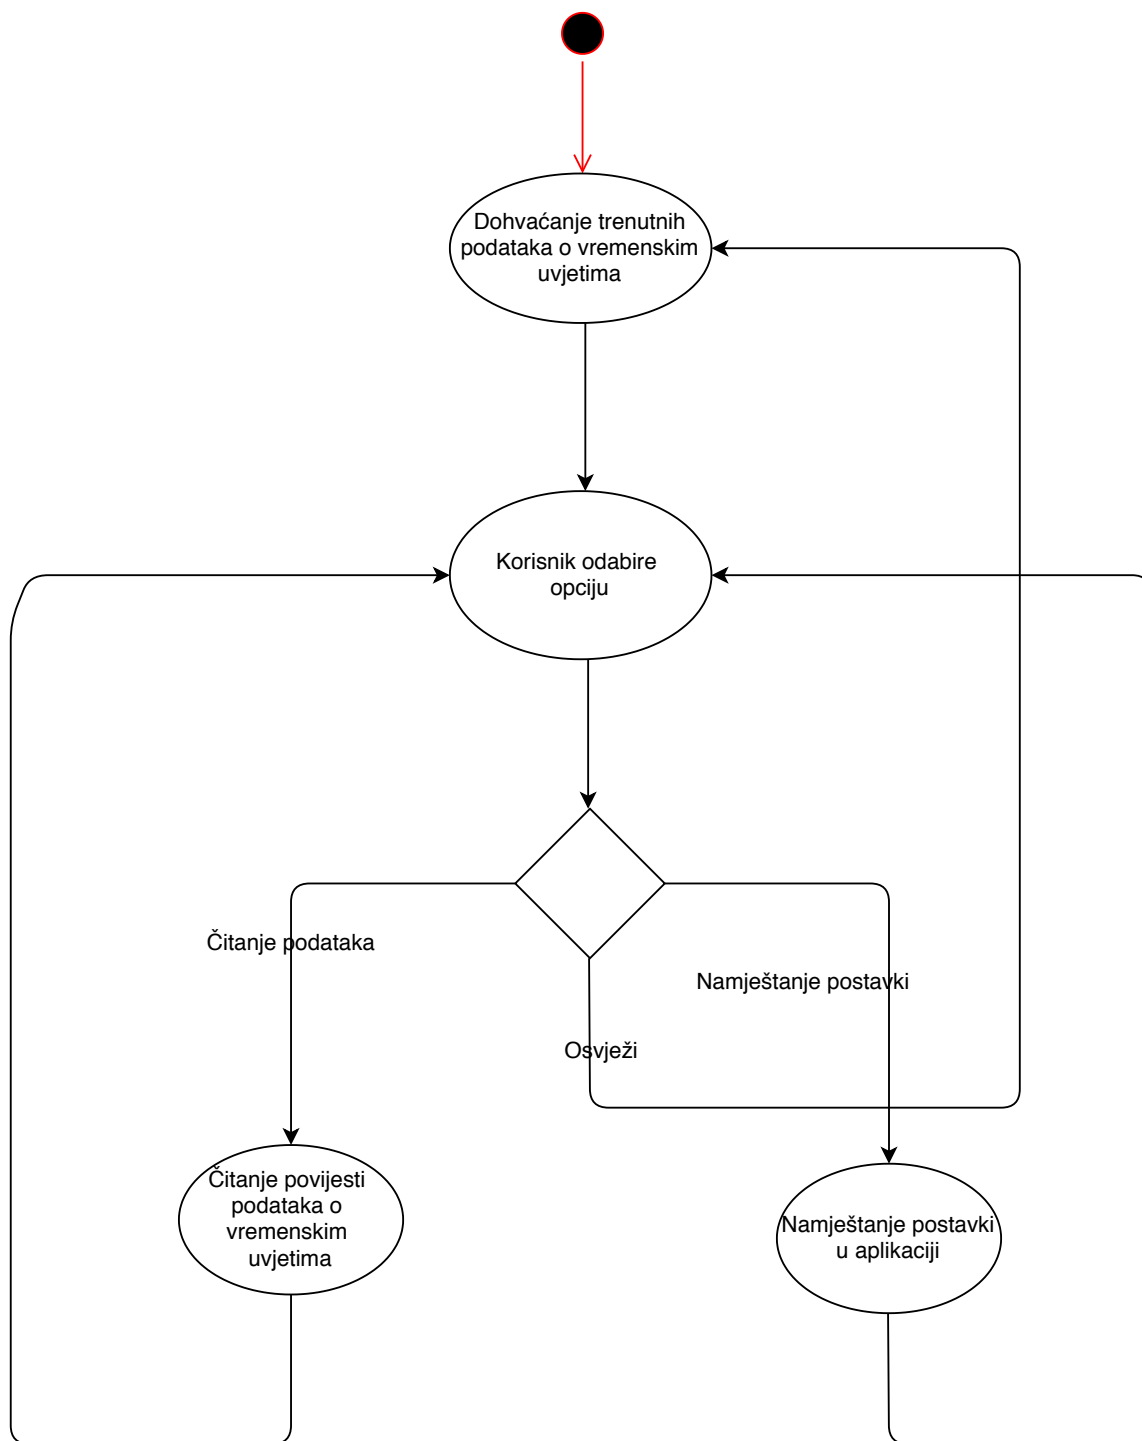 Dohvaćanje trenutnih
podataka o vremenskim
uvjetima
Korisnik odabire
opciju
Čitanje podataka
Namještanje postavki
Osvježi
Čitanje povijesti
podataka o
vremenskim
uvjetima
Namještanje postavki
u aplikaciji